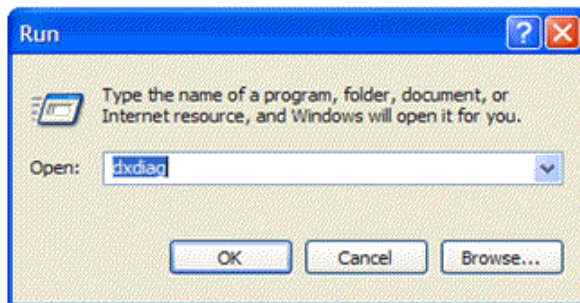 Run
Type the name of a program, folder, document, or
Internet resource, and Windows will open it for you.
Open: dxdiag
OK Cancel Browse...